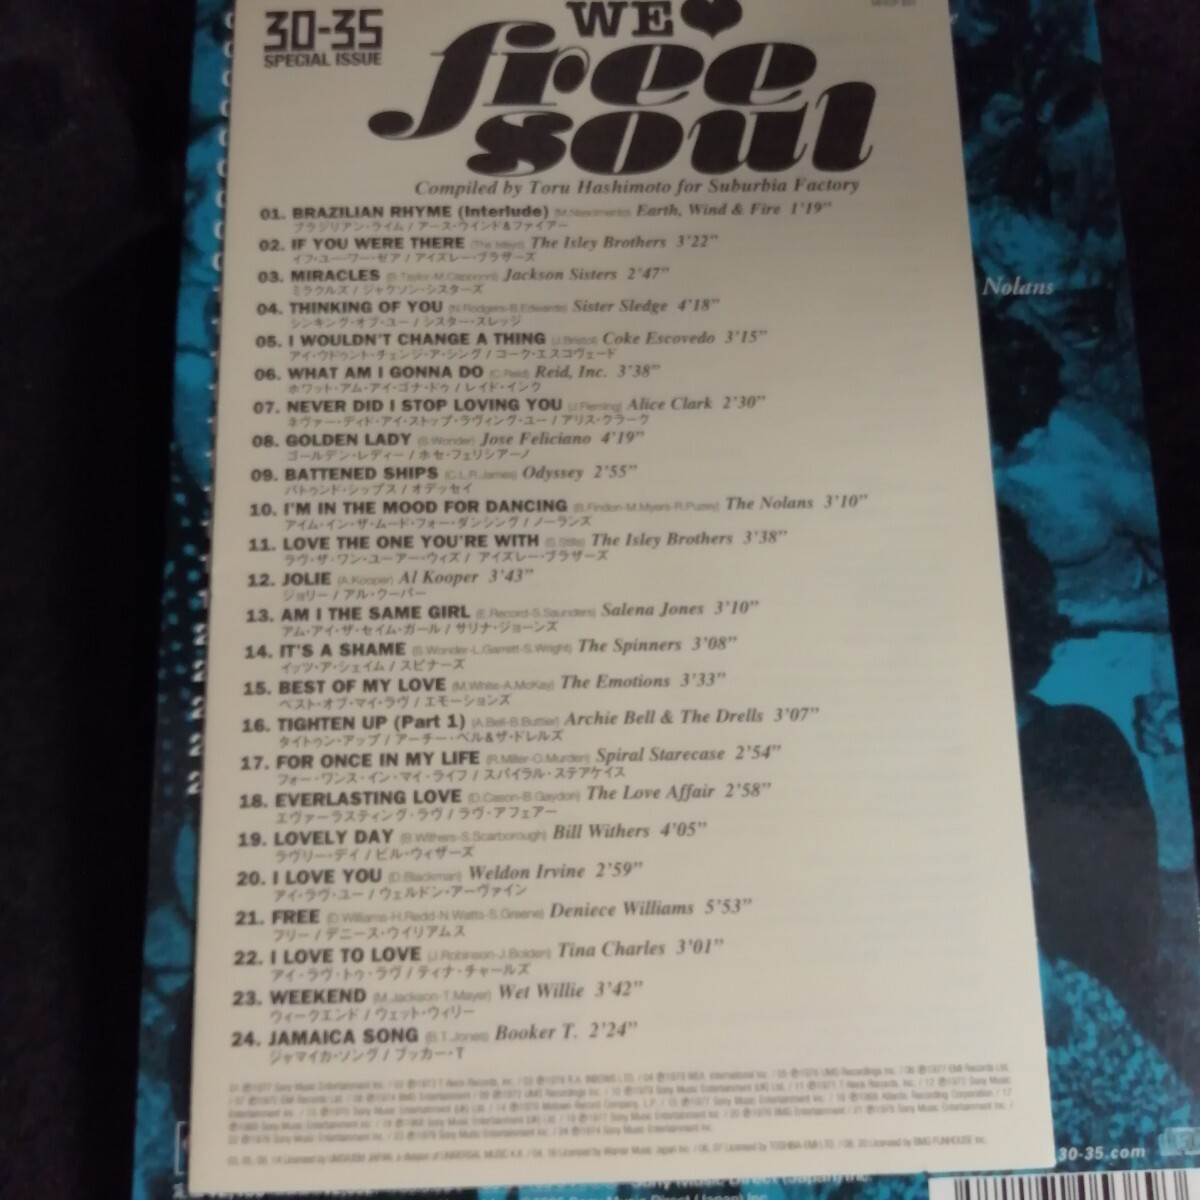 30-35
SPECIAL ISSUE
WE
free
soul
Compiled by Toru Hashimoto for Suburbia Factory
01. BRAZILIAN RHYME (Interlude) (M.Nascimento) Earth, Wind & Fire 1'19"
ブラジリアン・ライム / アース・ウインド&ファイアー
02. IF YOU WERE THERE (The Isleys) The Isley Brothers 3'22"
イフ・ユー・ワー・ゼア / アイズレー・ブラザーズ
03. MIRACLES (B.Taylor-M.Capponni) Jackson Sisters 2'47"
ミラクルズ / ジャクソン・シスターズ
04. THINKING OF YOU (N.Rodgers-B.Edwards) Sister Sledge 4'18"
シンキング・オブ・ユー / シスター・スレッジ
05. I WOULDN'T CHANGE A THING (J.Bristol) Coke Escovedo 3'15"
アイ・ウドゥント・チェンジ・ア・シング / コーク・エスコヴェード
06. WHAT AM I GONNA DO (C.Reid) Reid, Inc. 3'38"
ホワット・アム・アイ・ゴナ・ドゥ / レイド・インク
07. NEVER DID I STOP LOVING YOU (J.Fleming) Alice Clark 2'30"
ネヴァー・ディド・アイ・ストップ・ラヴィング・ユー / アリス・クラーク
08. GOLDEN LADY (S.Wonder) Jose Feliciano 4'19"
ゴールデン・レディー / ホセ・フェリシアーノ
09. BATTENED SHIPS (C.L.R.James) Odyssey 2'55"
バトゥンド・シップス / オデッセイ
10. I'M IN THE MOOD FOR DANCING (B.Findon-M.Myers-R.Puzey) The Nolans 3'10"
アイム・イン・ザ・ムード・フォー・ダンシング / ノーランズ
11. LOVE THE ONE YOU'RE WITH (S.Stills) The Isley Brothers 3'38"
ラヴ・ザ・ワン・ユーアー・ウィズ / アイズレー・ブラザーズ
12. JOLIE (A.Kooper) Al Kooper 3'43"
ジョリー / アル・クーパー
13. AM I THE SAME GIRL (E.Record-S.Saunders) Salena Jones 3'10"
アム・アイ・ザ・セイム・ガール / サリナ・ジョーンズ
14. IT'S A SHAME (S.Wonder-L.Garrett-S.Wright) The Spinners 3'08"
イッツ・ア・シェイム / スピナーズ
15. BEST OF MY LOVE (M.White-A.McKay) The Emotions 3'33"
ベスト・オブ・マイ・ラヴ / エモーションズ
16. TIGHTEN UP (Part 1) (A.Bell-B.Buttier) Archie Bell & The Drells 3'07"
タイトゥン・アップ / アーチー・ベル&ザ・ドレルズ
17. FOR ONCE IN MY LIFE (R.Miller-O.Murden) Spiral Starecase 2'54"
フォー・ワンス・イン・マイ・ライフ / スパイラル・ステアケイス
18. EVERLASTING LOVE (D.Cason-B.Gaydon) The Love Affair 2'58"
エヴァーラスティング・ラヴ / ラヴ・アフェアー
19. LOVELY DAY (B.Withers-S.Scarborough) Bill Withers 4'05"
ラヴリー・デイ / ビル・ウィザーズ
20. I LOVE YOU (D.Blackman) Weldon Irvine 2'59"
アイ・ラヴ・ユー / ウェルドン・アーヴァイン
21. FREE (D.Williams-H.Redd-N.Watts-S.Greene) Deniece Williams 5'53"
フリー / デニース・ウイリアムス
22. I LOVE TO LOVE (J.Robinson-J.Bolden) Tina Charles 3'01"
アイ・ラヴ・トゥ・ラヴ / ティナ・チャールズ
23. WEEKEND (M.Jackson-T.Mayer) Wet Willie 3'42"
ウィークエンド / ウェット・ウィリー
24. JAMAICA SONG (B.T.Jones) Booker T. 2'24"
ジャマイカ・ソング / ブッカー・T
Nolans
30-35.com